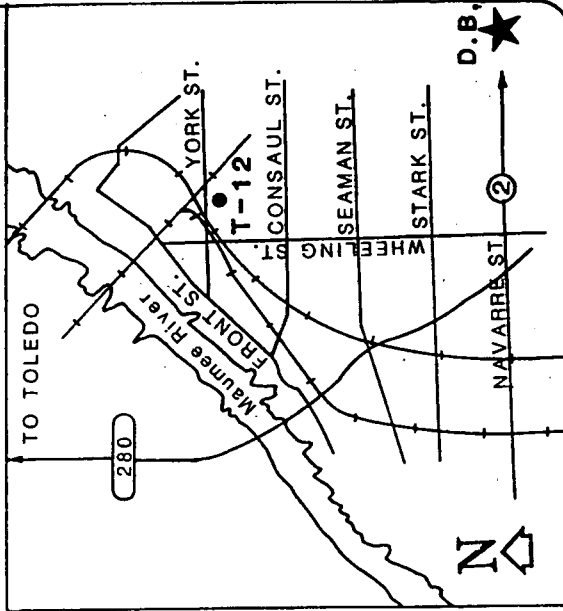 TO TOLEDO
280
Maumee River
FRONT ST.
YORK ST.
T-12
CONSAUL ST.
WHEELING ST.
SEAMAN ST.
STARK ST.
NAVARRE ST
2
D.B,
N